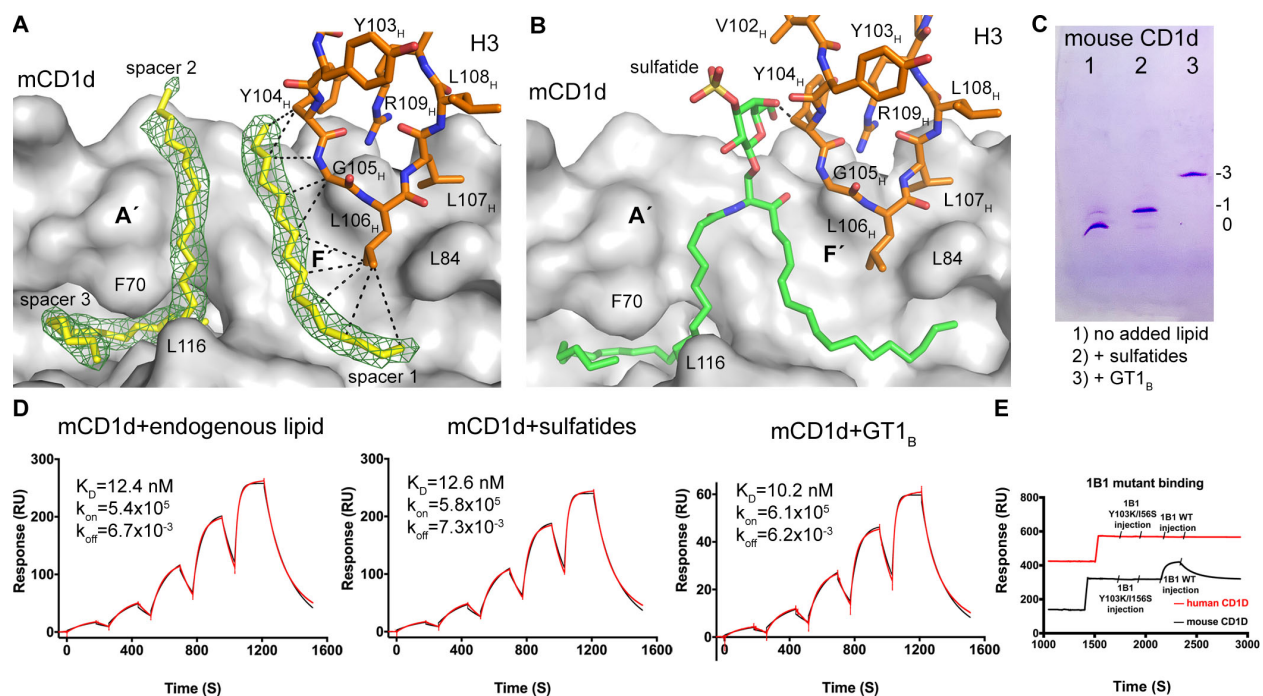 A
mCD1d
spacer 2
Y103H
H3
Y104H
L108H
R109H
G105H
L107H
L106H
A´
F´
F70
L84
spacer 3
L116
spacer 1
B
V102H
Y103H
H3
sulfatide
mCD1d
Y104H
L108H
R109H
G105H
L107H
A´
L106H
F´
F70
L84
L116
C
mouse CD1d
1 2 3
-3
-1
0
1) no added lipid
2) + sulfatides
3) + GT1B
D
mCD1d+endogenous lipid
300
200
100
0
Response (RU)
KD=12.4 nM
kon=5.4x10⁵
koff=6.7x10⁻³
0 400 800 1200 1600
Time (S)
mCD1d+sulfatides
300
200
100
0
Response (RU)
KD=12.6 nM
kon=5.8x10⁵
koff=7.3x10⁻³
0 400 800 1200 1600
Time (S)
mCD1d+GT1B
60
40
20
0
Response (RU)
KD=10.2 nM
kon=6.1x10⁵
koff=6.2x10⁻³
0 400 800 1200 1600
Time (S)
E
1B1 mutant binding
800
600
400
200
0
Response (RU)
1B1
Y103K/I56S
injection
1B1 WT
injection
1B1
Y103K/I156S
injection
1B1 WT
injection
human CD1D
mouse CD1D
1000 1500 2000 2500 3000
Time (S)